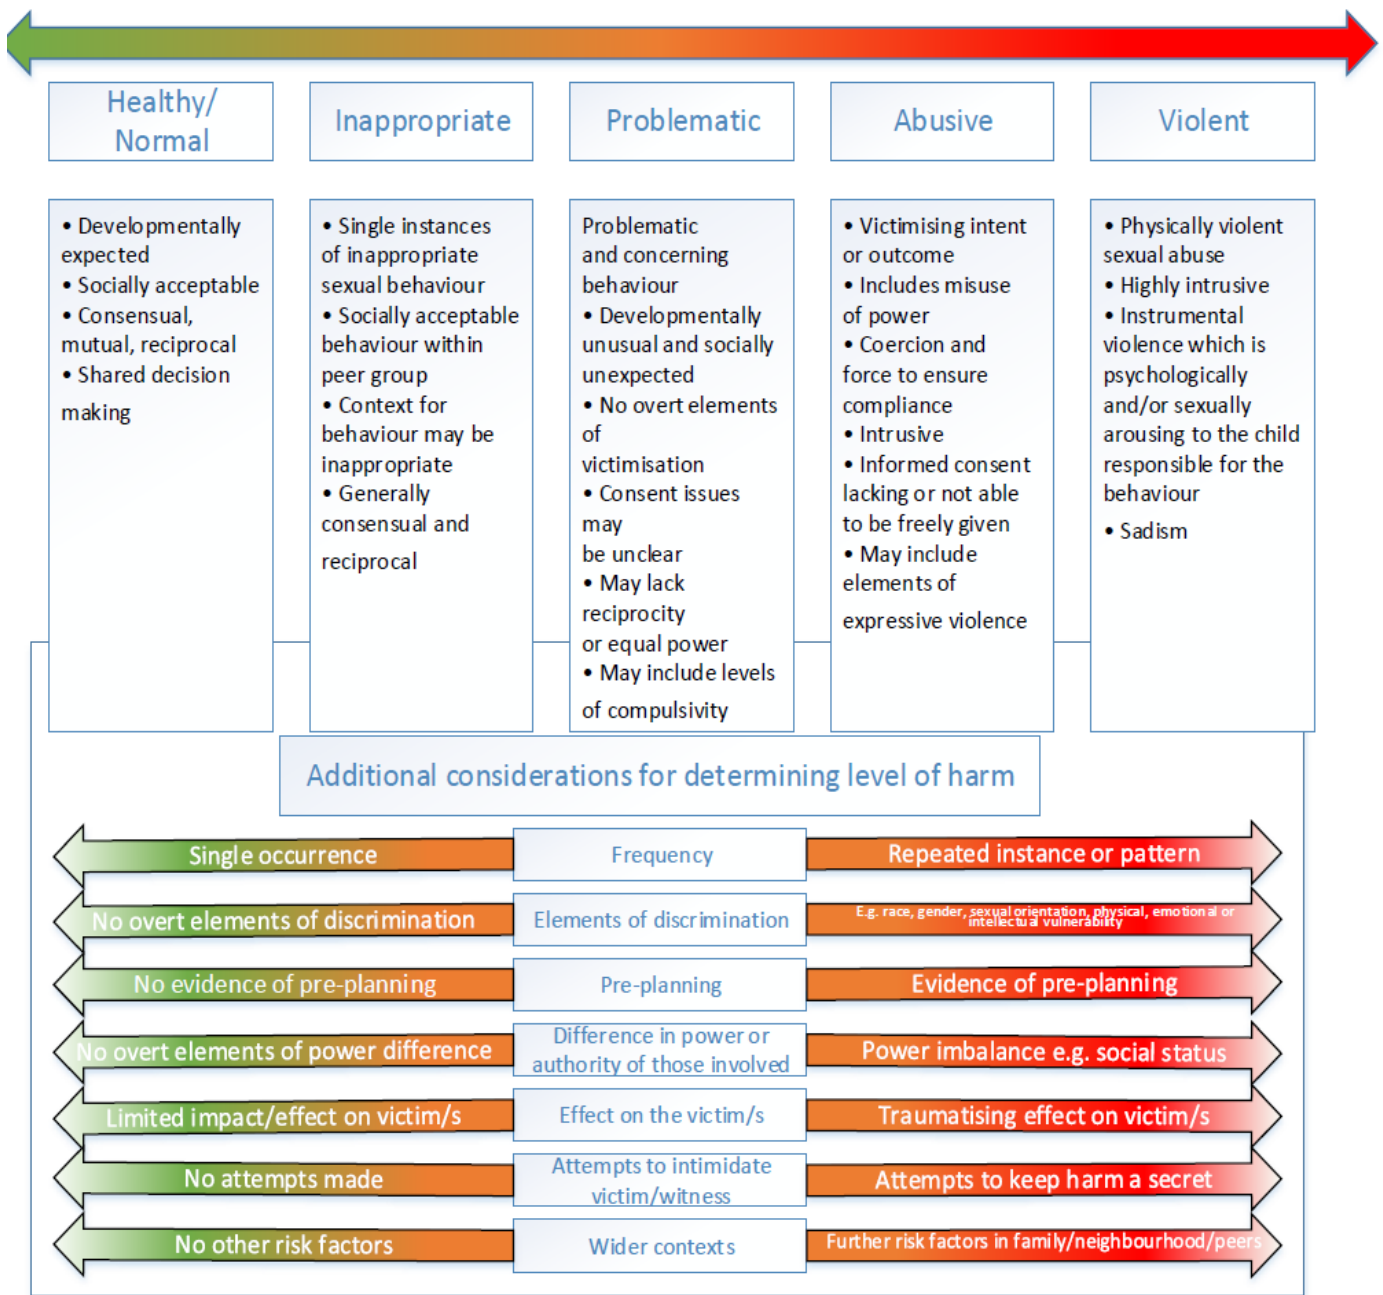 Healthy/
Normal
Inappropriate
Problematic
Abusive
Violent
• Developmentally
expected
• Socially acceptable
• Consensual,
mutual, reciprocal
• Shared decision
making
• Single instances
of inappropriate
sexual behaviour
• Socially acceptable
behaviour within
peer group
• Context for
behaviour may be
inappropriate
• Generally
consensual and
reciprocal
Problematic
and concerning
behaviour
• Developmentally
unusual and socially
unexpected
• No overt elements
of
victimisation
• Consent issues
may
be unclear
• May lack
reciprocity
or equal power
• May include levels
of compulsivity
• Victimising intent
or outcome
• Includes misuse
of power
• Coercion and
force to ensure
compliance
• Intrusive
• Informed consent
lacking or not able
to be freely given
• May include
elements of
expressive violence
• Physically violent
sexual abuse
• Highly intrusive
• Instrumental
violence which is
psychologically
and/or sexually
arousing to the child
responsible for the
behaviour
• Sadism
Additional considerations for determining level of harm
Single occurrence
Frequency
Repeated instance or pattern
No overt elements of discrimination
Elements of discrimination
E.g. race, gender, sexual orientation, physical, emotional or
intellectual vulnerability
No evidence of pre-planning
Pre-planning
Evidence of pre-planning
No overt elements of power difference
Difference in power or
authority of those involved
Power imbalance e.g. social status
Limited impact/effect on victim/s
Effect on the victim/s
Traumatising effect on victim/s
No attempts made
Attempts to intimidate
victim/witness
Attempts to keep harm a secret
No other risk factors
Wider contexts
Further risk factors in family/neighbourhood/peers